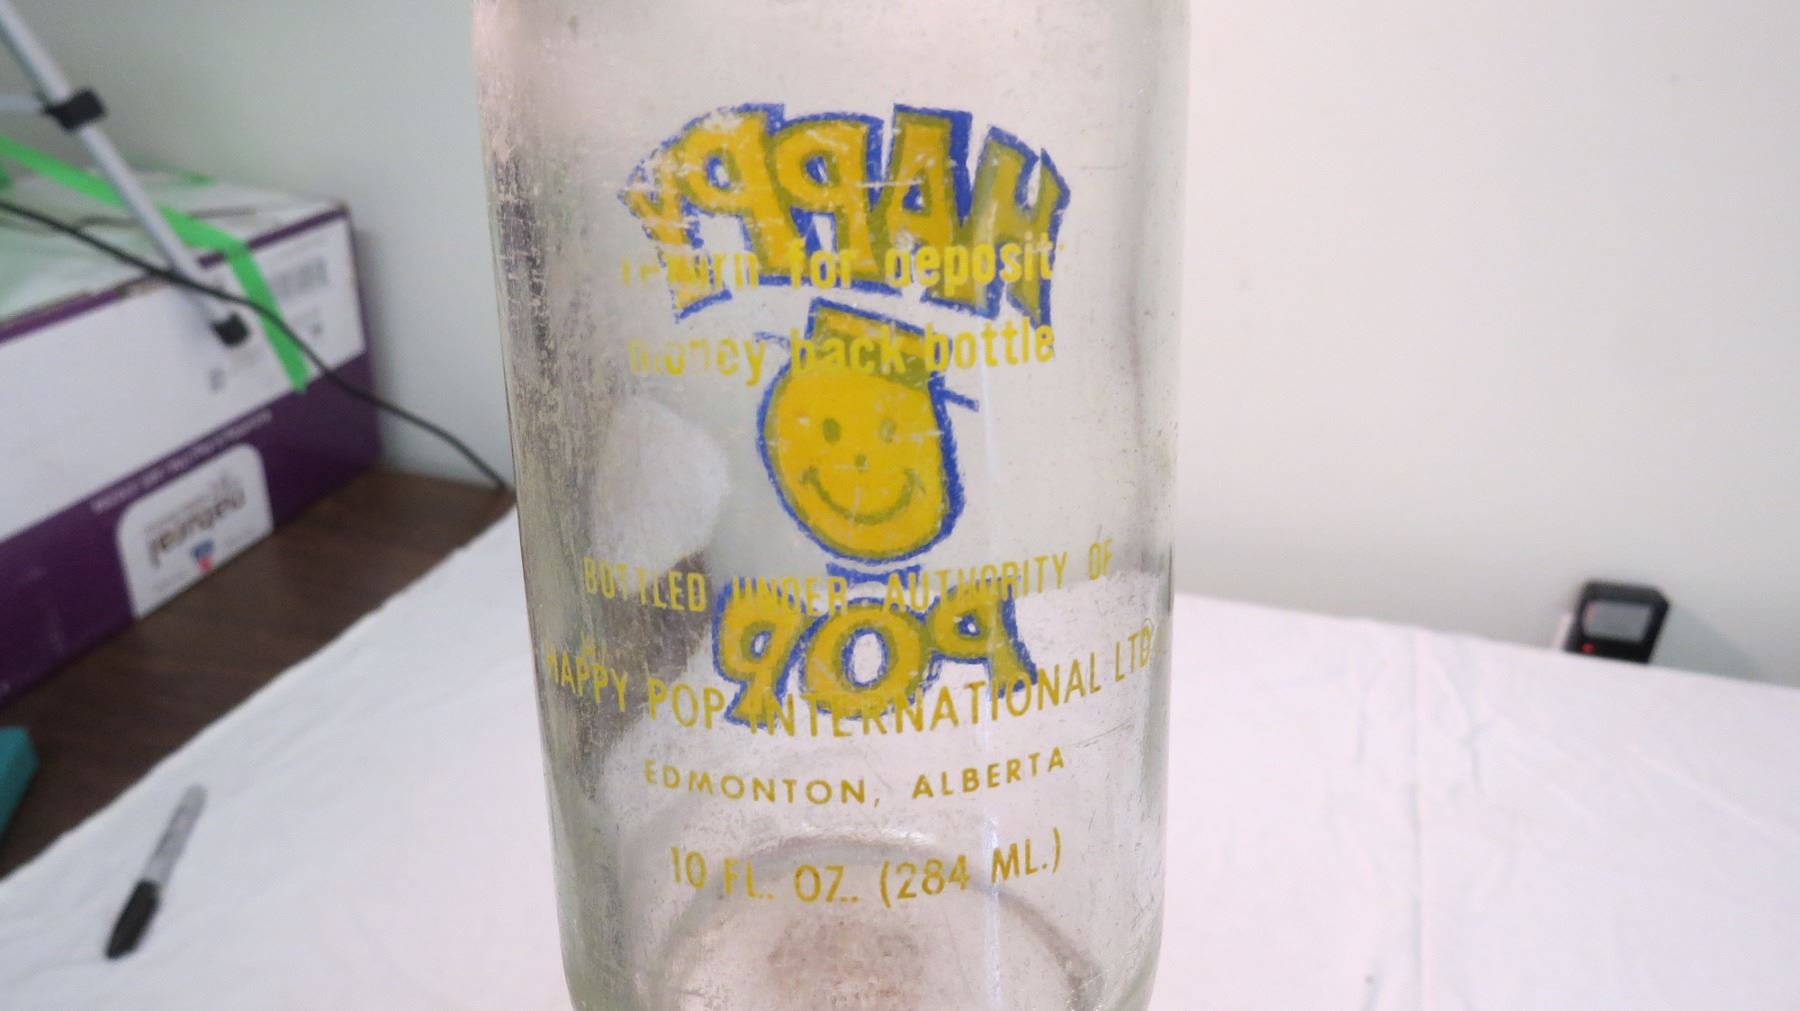 HAPPY
return for deposit
money back bottle
BOTTLED UNDER AUTHORITY OF
POP
HAPPY POP INTERNATIONAL LTD.
EDMONTON, ALBERTA
10 FL. OZ. (284 ML.)
natural